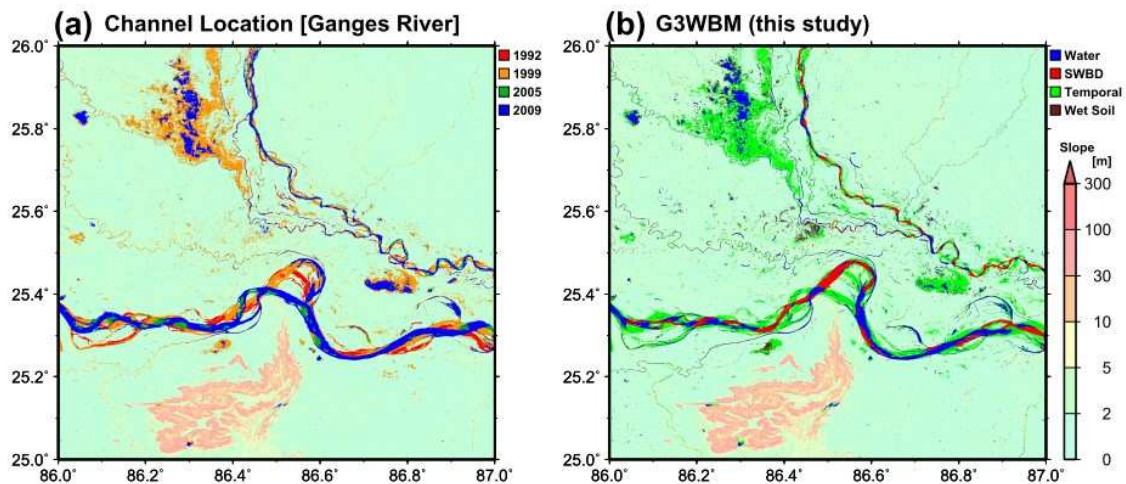 (a) Channel Location [Ganges River]
26.0°
25.8°
25.6°
25.4°
25.2°
25.0°
86.0° 86.2° 86.4° 86.6° 86.8° 87.0°
1992
1999
2005
2009
(b) G3WBM (this study)
26.0°
25.8°
25.6°
25.4°
25.2°
25.0°
86.0° 86.2° 86.4° 86.6° 86.8° 87.0°
Water
SWBD
Temporal
Wet Soil
Slope
[m]
300
100
30
10
5
2
0